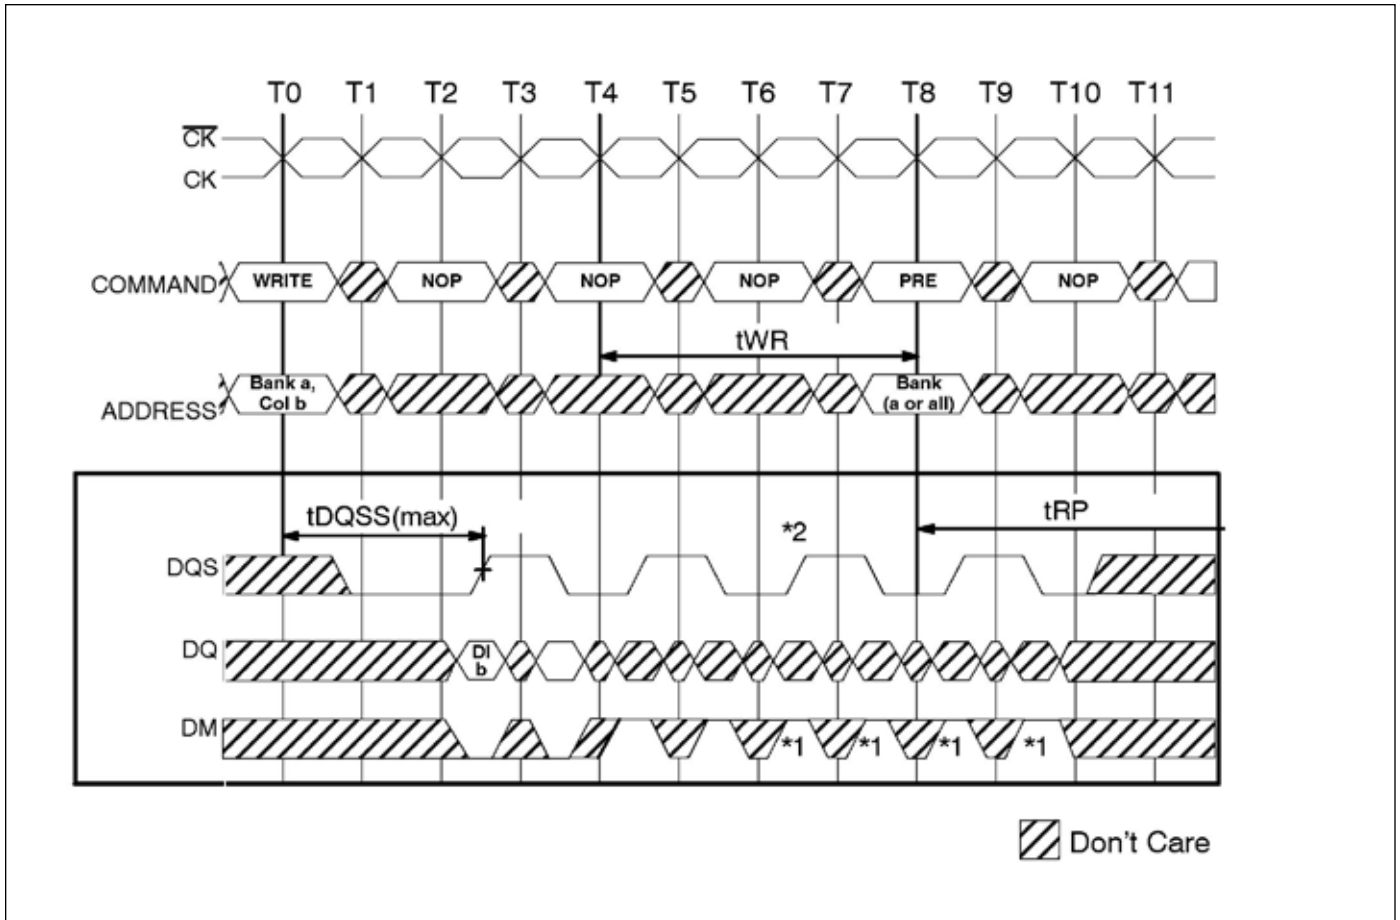 T0 T1 T2 T3 T4 T5 T6 T7 T8 T9 T10 T11
CK
CK
COMMAND WRITE NOP NOP NOP PRE NOP
tWR
ADDRESS Bank a, Bank
Col b (a or all)
tDQSS(max) *2 tRP
DQS
DQ DI
b
DM *1 *1 *1 *1
Don't Care